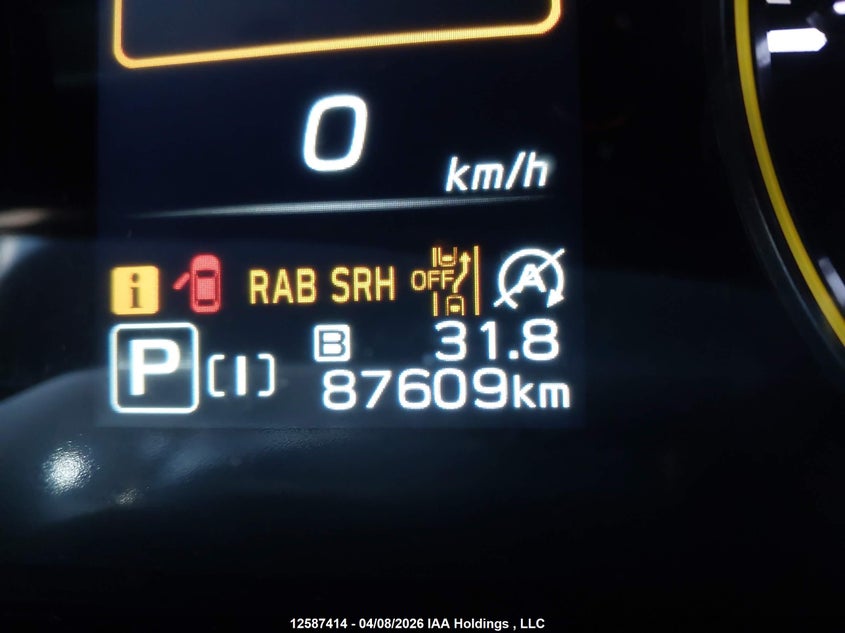 0
km/h
i RAB SRH OFF A
B 31.8
P [I] 87609km
12587414 - 04/08/2026 IAA Holdings , LLC